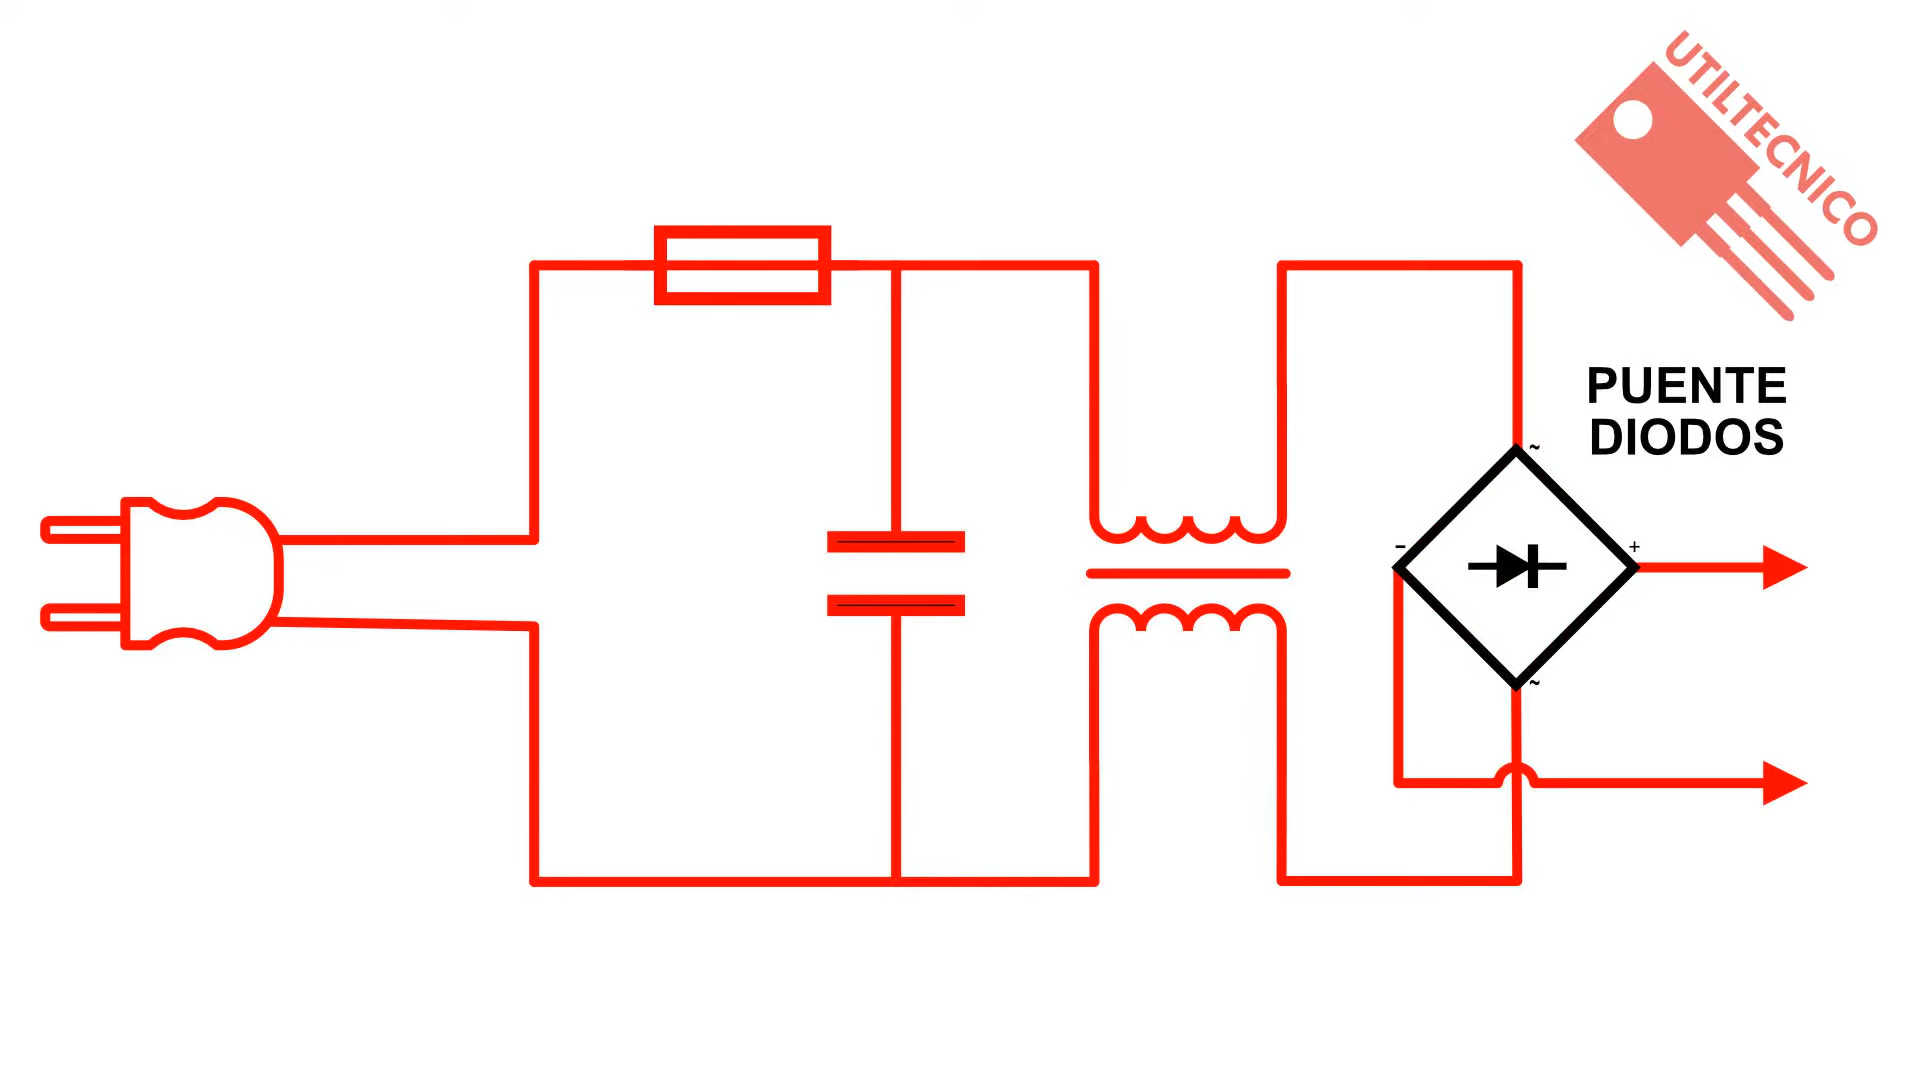 UTILTECNICO
PUENTE
DIODOS
~
-
+
~